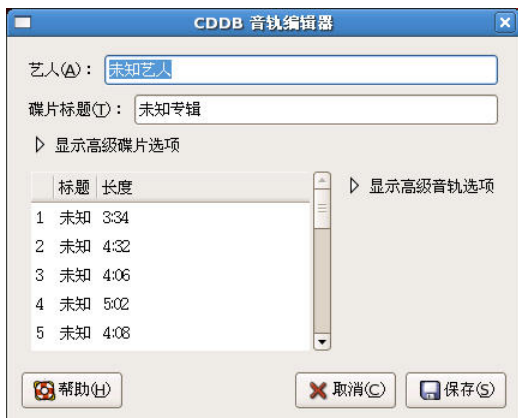 CDDB 音轨编辑器
艺人(A)： 未知艺人
碟片标题(T)： 未知专辑
显示高级碟片选项
标题 长度
显示高级音轨选项
1 未知 3:34
2 未知 4:32
3 未知 4:06
4 未知 5:02
5 未知 4:08
帮助(H) 取消(C) 保存(S)